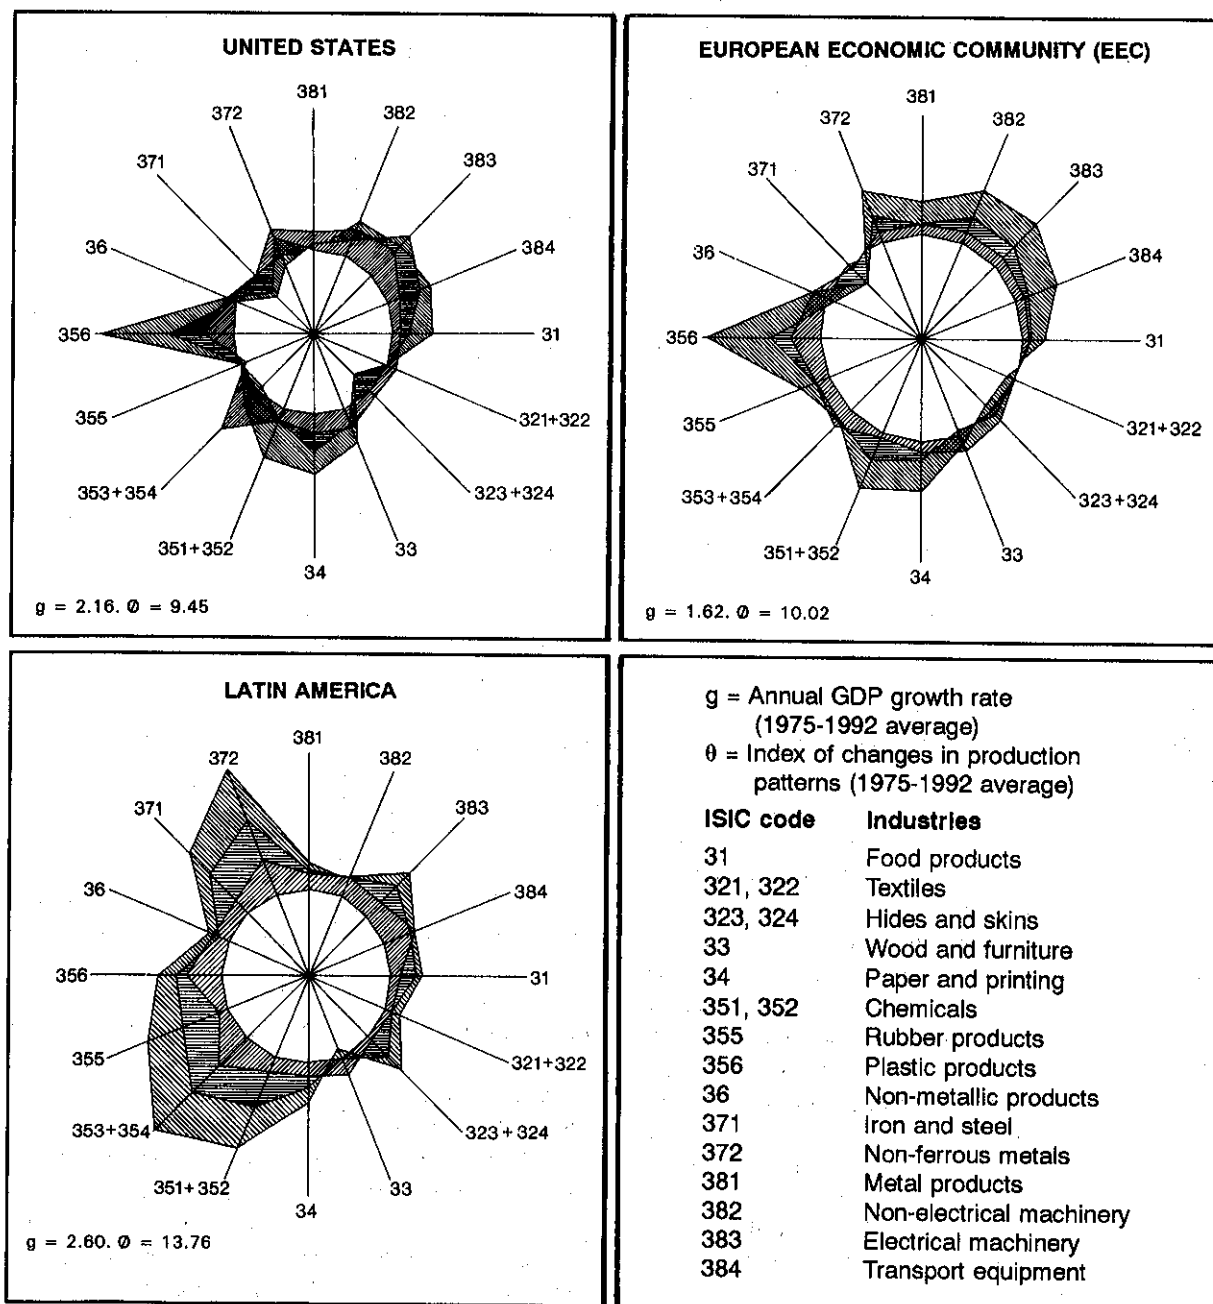 UNITED STATES
381
372
382
371
383
36
384
356
31
355
321+322
353+354
323+324
351+352
33
34
g = 2.16. Ø = 9.45
EUROPEAN ECONOMIC COMMUNITY (EEC)
381
372
382
371
383
36
384
356
31
355
321+322
353+354
323+324
351+352
33
34
g = 1.62. Ø = 10.02
LATIN AMERICA
381
372
382
371
383
36
384
356
31
355
321+322
353+354
323+324
351+352
33
34
g = 2.60. Ø = 13.76
g = Annual GDP growth rate
(1975-1992 average)
θ = Index of changes in production
patterns (1975-1992 average)
ISIC code Industries
31 Food products
321, 322 Textiles
323, 324 Hides and skins
33 Wood and furniture
34 Paper and printing
351, 352 Chemicals
355 Rubber products
356 Plastic products
36 Non-metallic products
371 Iron and steel
372 Non-ferrous metals
381 Metal products
382 Non-electrical machinery
383 Electrical machinery
384 Transport equipment